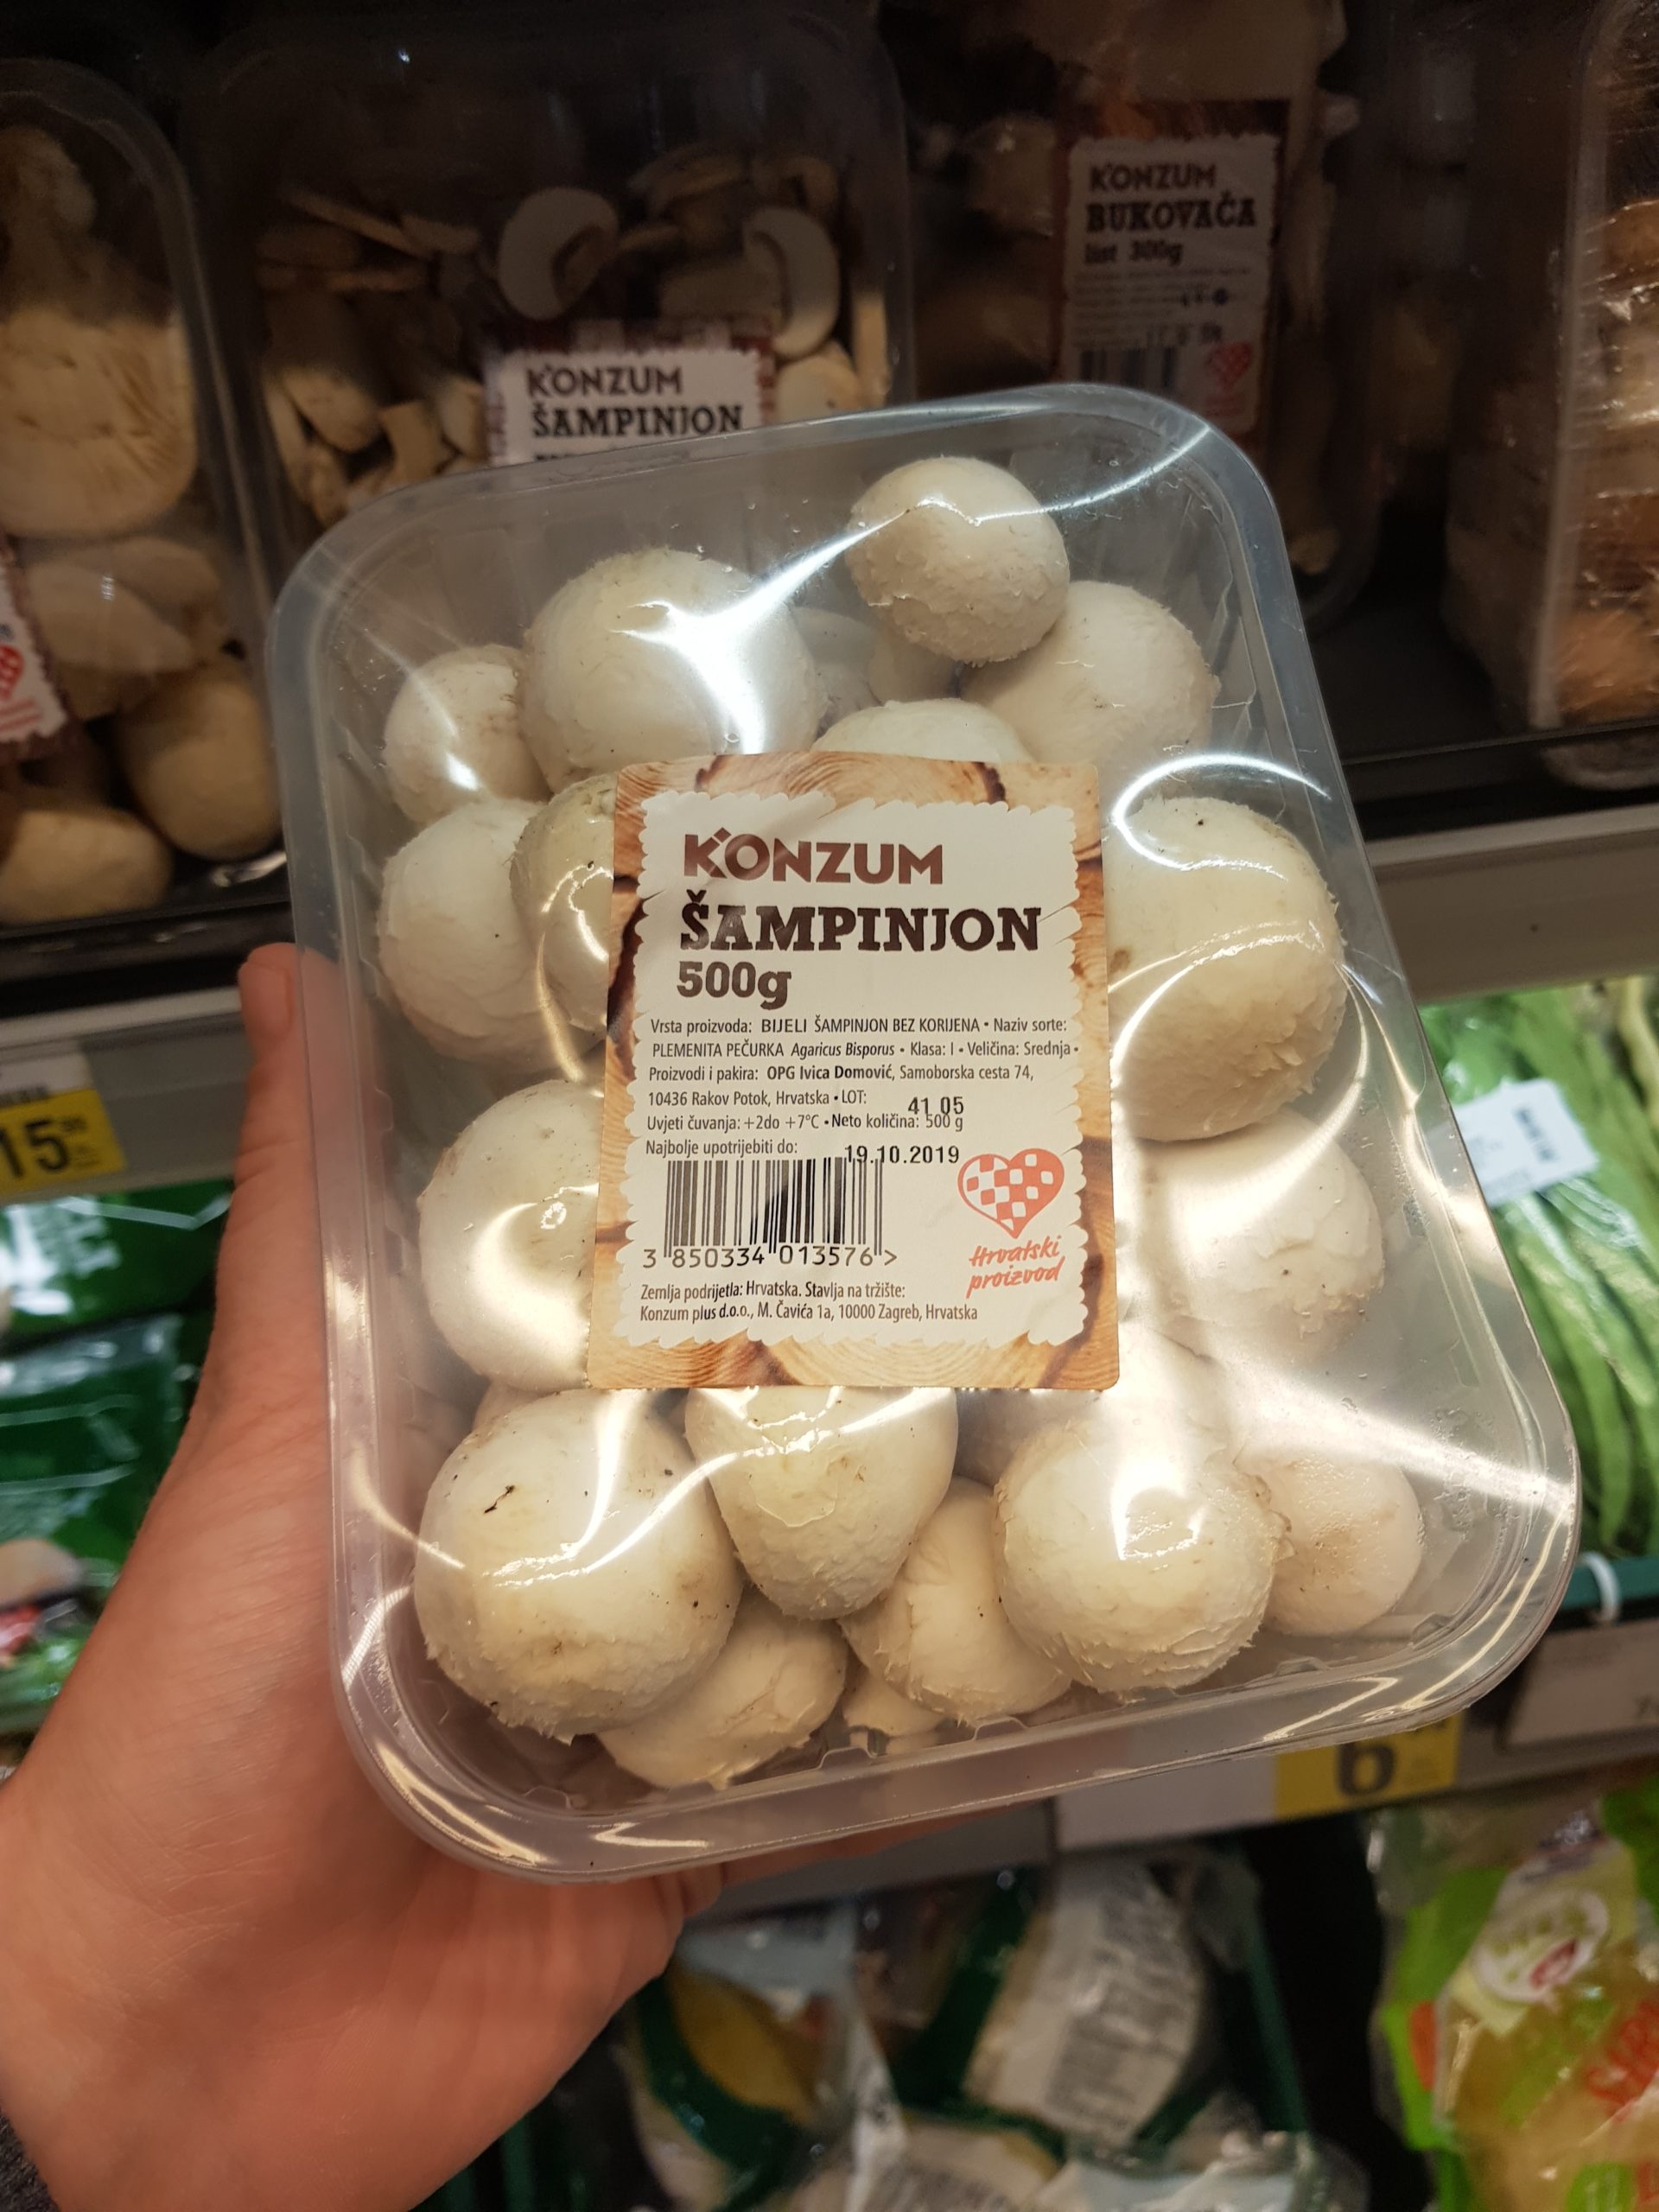 KONZUM
BUKOVAČA
list 300g
KONZUM
ŠAMPINJON
15
KONZUM
ŠAMPINJON
500g
Vrsta proizvoda: BIJELI ŠAMPINJON BEZ KORIJENA • Naziv sorte:
PLEMENITA PEČURKA Agaricus Bisporus • Klasa: I • Veličina: Srednja •
Proizvodi i pakira: OPG Ivica Domović, Samoborska cesta 74,
10436 Rakov Potok, Hrvatska • LOT: 41 05
Uvjeti čuvanja: +2do +7°C • Neto količina: 500 g
Najbolje upotrijebiti do: 19.10.2019
3 850334 013576 >
Hrvatski
proizvod
Zemlja podrijetla: Hrvatska. Stavlja na tržište:
Konzum plus d.o.o., M. Čavića 1a, 10000 Zagreb, Hrvatska
6